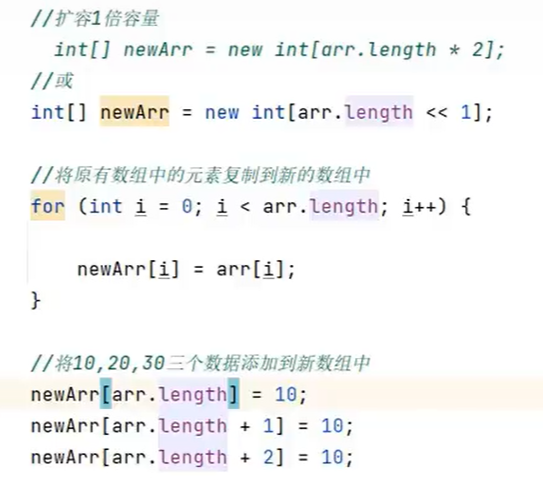 //扩容1倍容量
int[] newArr = new int[arr.length * 2];
//或
int[] newArr = new int[arr.length << 1];
//将原有数组中的元素复制到新的数组中
for (int i = 0; i < arr.length; i++) {
newArr[i] = arr[i];
}
//将10,20,30三个数据添加到新数组中
newArr[arr.length] = 10;
newArr[arr.length + 1] = 10;
newArr[arr.length + 2] = 10;